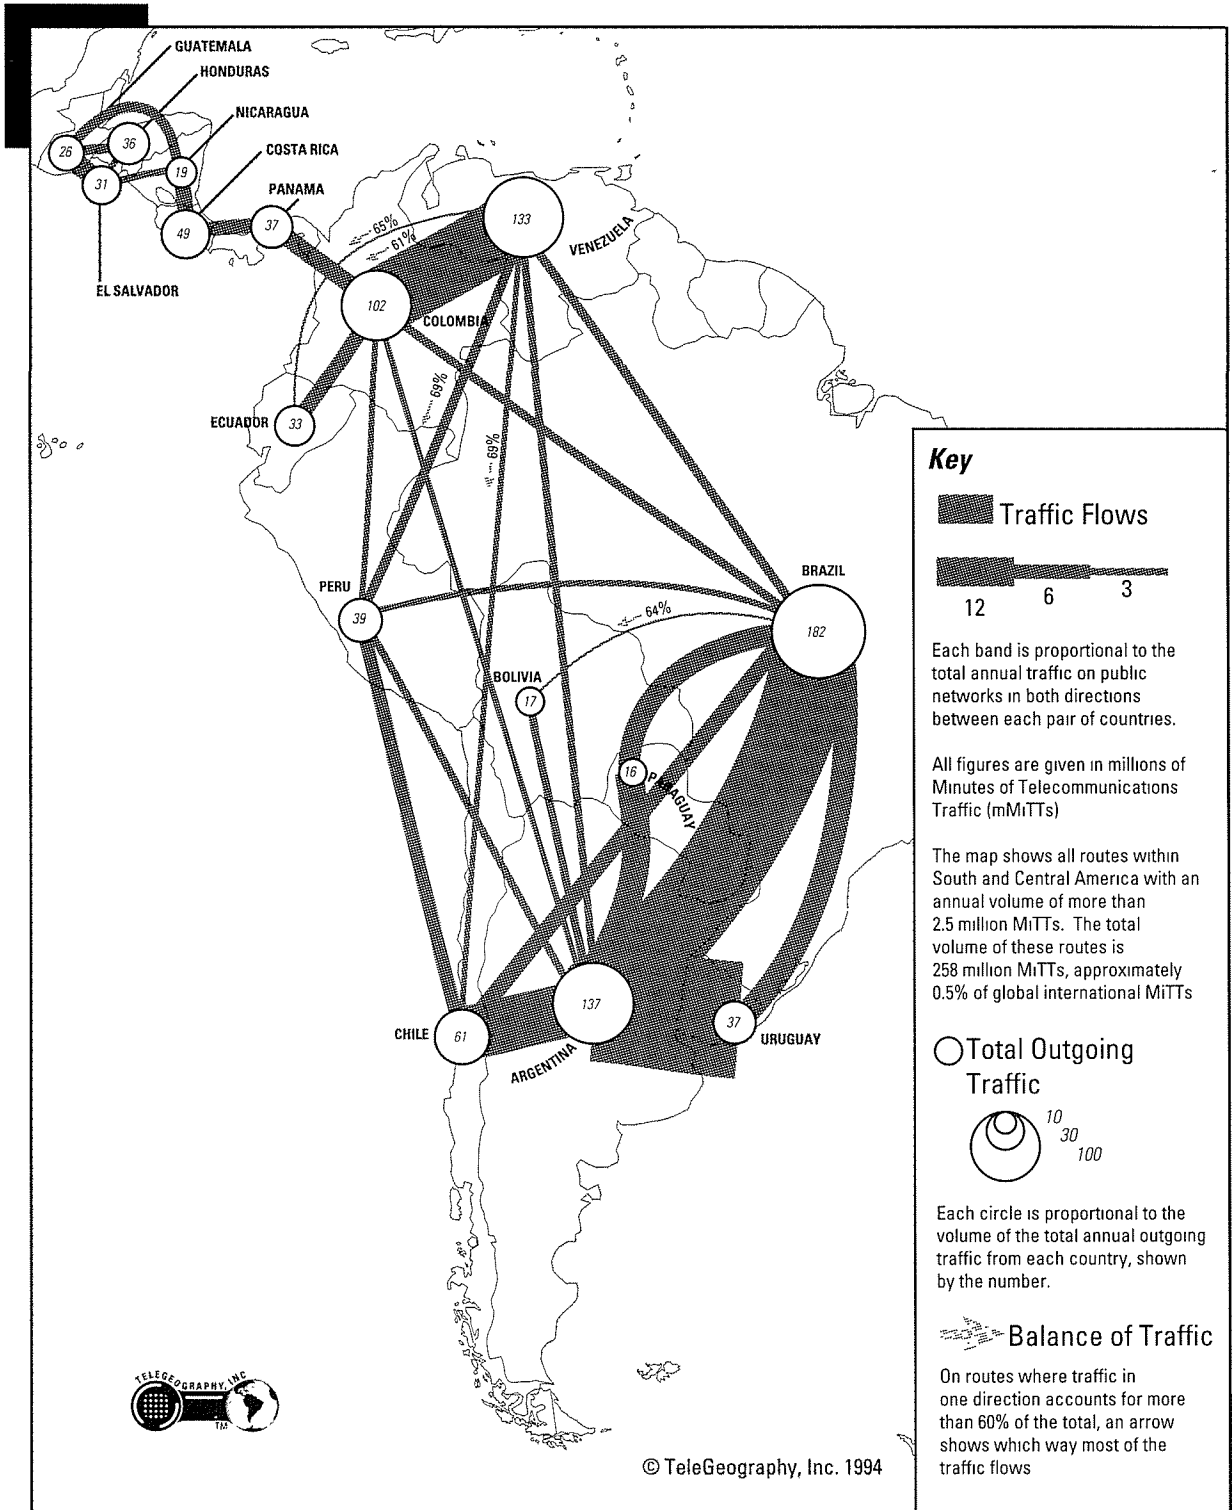 GUATEMALA
HONDURAS
NICARAGUA
COSTA RICA
PANAMA
26
36
31
19
49
37
EL SALVADOR
133
VENEZUELA
65%
61%
102
COLOMBIA
ECUADOR
33
69%
69%
PERU
39
BRAZIL
182
64%
BOLIVIA
17
16
PARAGUAY
CHILE
61
137
ARGENTINA
37
URUGUAY
Key
Traffic Flows
12
6
3
Each band is proportional to the
total annual traffic on public
networks in both directions
between each pair of countries.
All figures are given in millions of
Minutes of Telecommunications
Traffic (mMiTTs)
The map shows all routes within
South and Central America with an
annual volume of more than
2.5 million MiTTs. The total
volume of these routes is
258 million MiTTs, approximately
0.5% of global international MiTTs
Total Outgoing
Traffic
10
30
100
Each circle is proportional to the
volume of the total annual outgoing
traffic from each country, shown
by the number.
Balance of Traffic
On routes where traffic in
one direction accounts for more
than 60% of the total, an arrow
shows which way most of the
traffic flows
TELEGEOGRAPHY, INC
TM
© TeleGeography, Inc. 1994